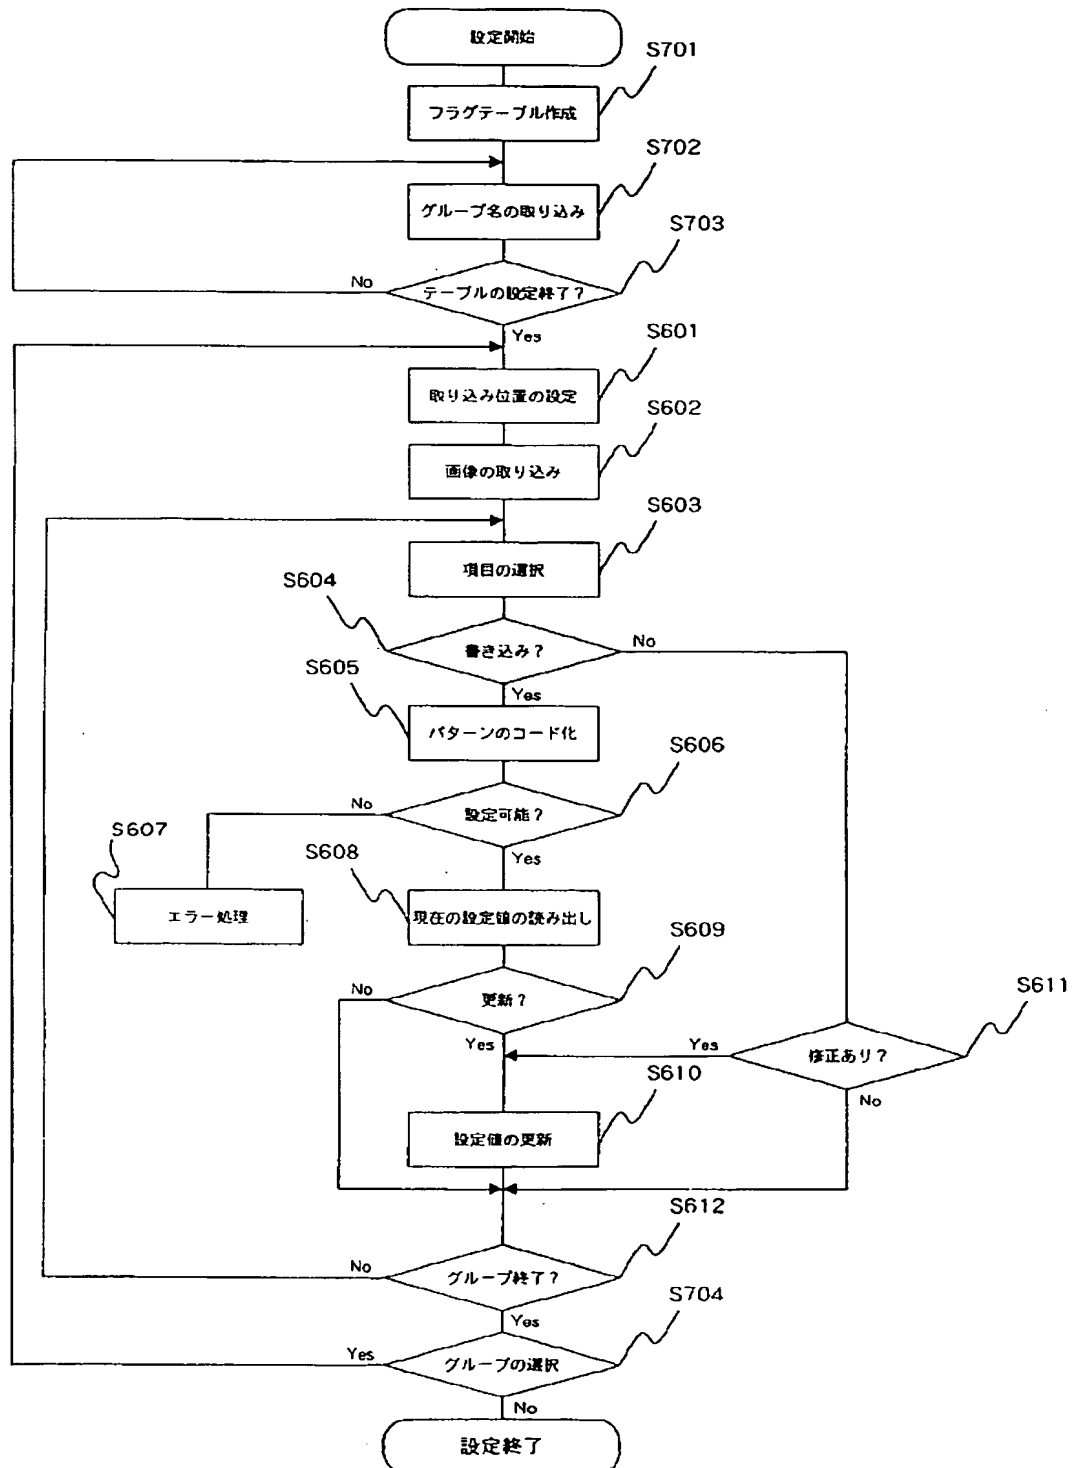 設定開始
S701
フラグテーブル作成
S702
グループ名の取り込み
S703
No
テーブルの設定終了?
Yes
S601
取り込み位置の設定
S602
画像の取り込み
S603
項目の選択
S604
書き込み?
No
Yes
S605
パターンのコード化
S606
No
設定可能?
Yes
S607
エラー処理
S608
現在の設定値の読み出し
S609
No
更新?
Yes
S611
Yes
修正あり?
No
S610
設定値の更新
S612
No
グループ終了?
Yes
S704
Yes
グループの選択
No
設定終了